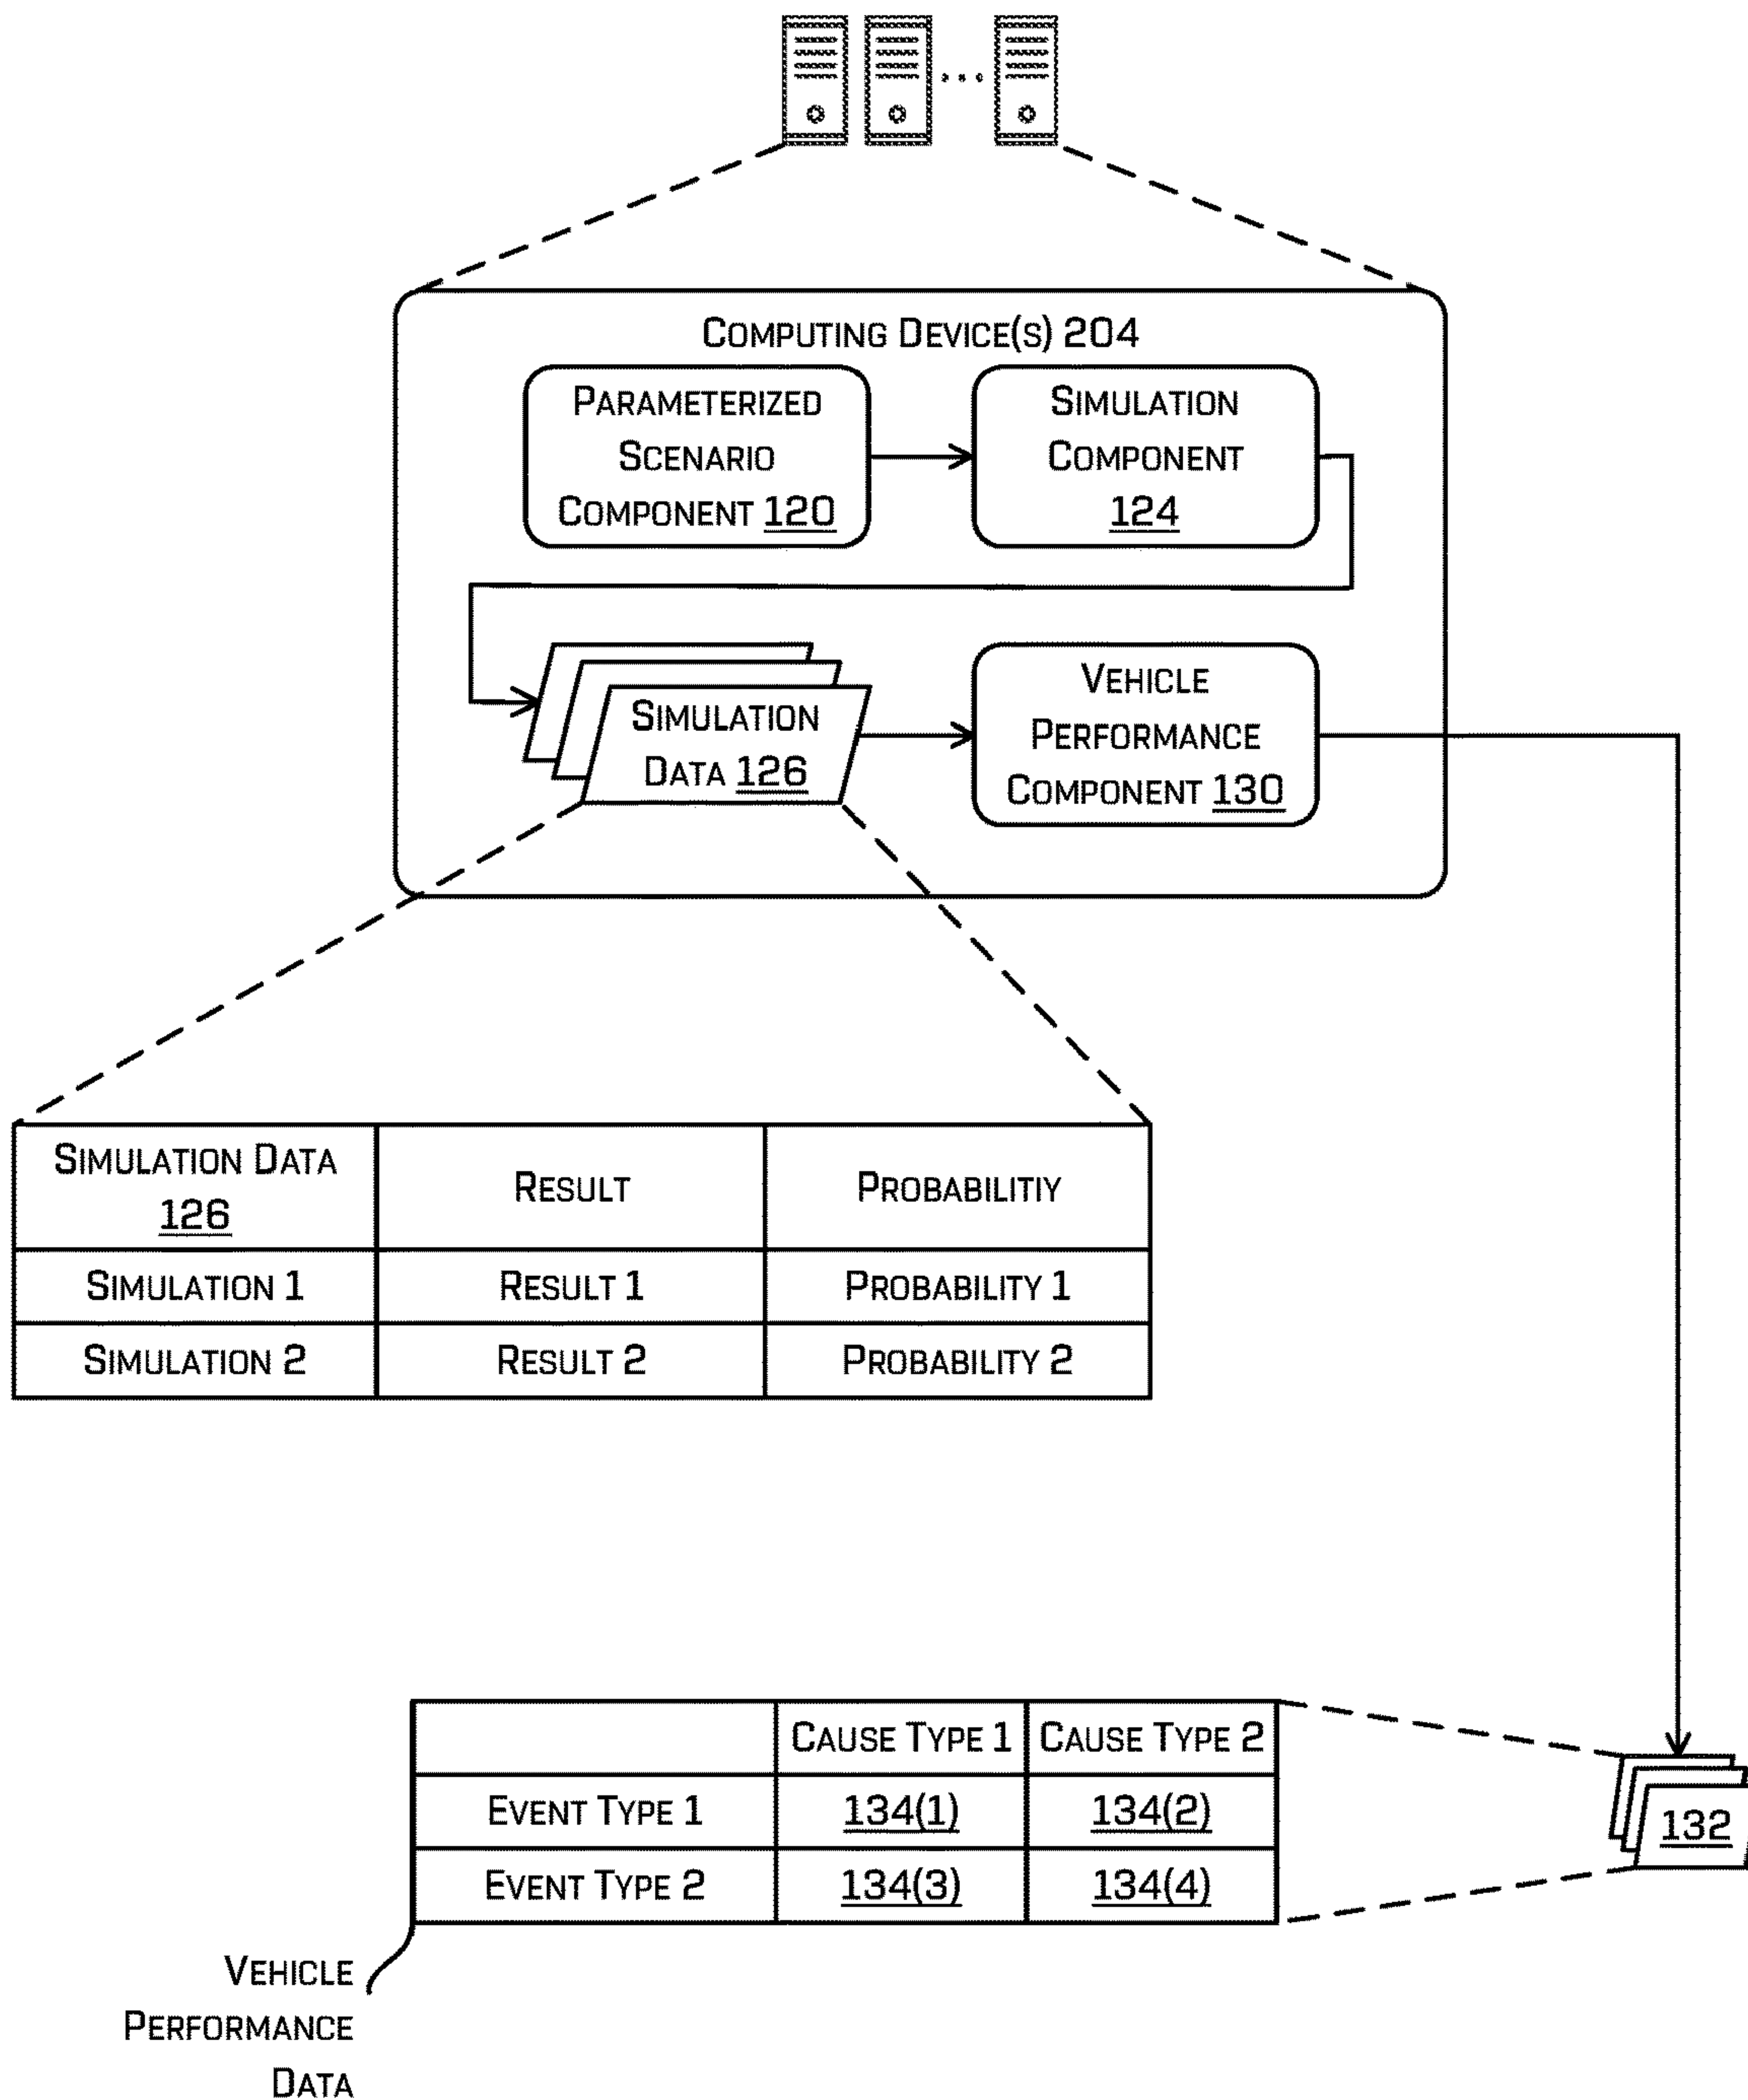 COMPUTING DEVICE(S) 204
PARAMETERIZED
SCENARIO
COMPONENT 120
SIMULATION
COMPONENT
124
SIMULATION
DATA 126
VEHICLE
PERFORMANCE
COMPONENT 130
SIMULATION DATA
126
RESULT
PROBABILITIY
SIMULATION 1
RESULT 1
PROBABILITY 1
SIMULATION 2
RESULT 2
PROBABILITY 2
CAUSE TYPE 1
CAUSE TYPE 2
EVENT TYPE 1
134(1)
134(2)
EVENT TYPE 2
134(3)
134(4)
132
VEHICLE
PERFORMANCE
DATA